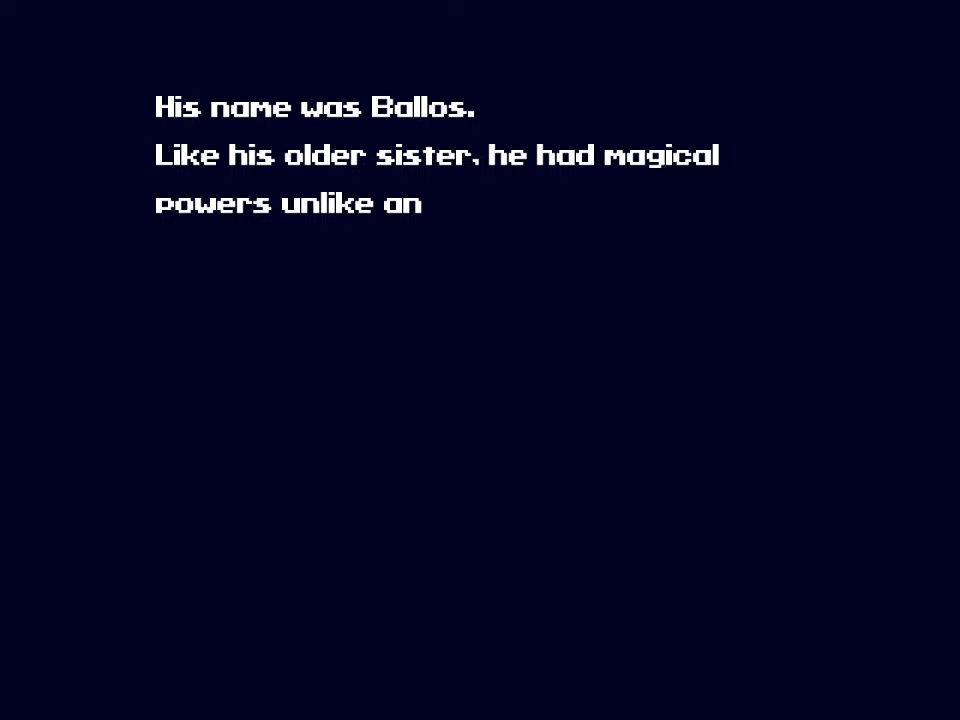 His name was Ballos.
Like his older sister, he had magical
powers unlike an